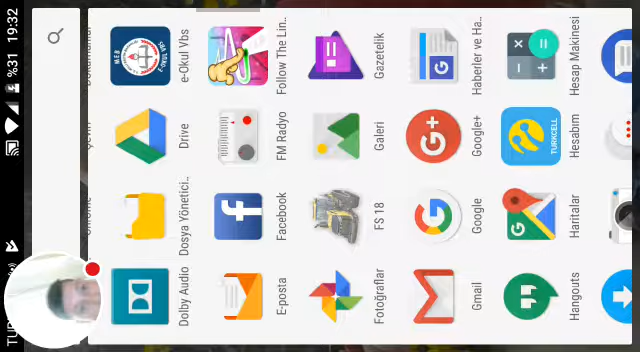 %31 19:32
MEB
Dolby Audio Dosya Yönetici.. Drive e-Okul Vbs
E-posta Facebook FM Radyo Follow The Lin..
Fotoğraflar FS 18 Galeri Gazetelik
G+
Gmail Google Google+ Haberler ve Ha..
TURKCELL
Hangouts Haritalar Hesabım Hesap Makinesi